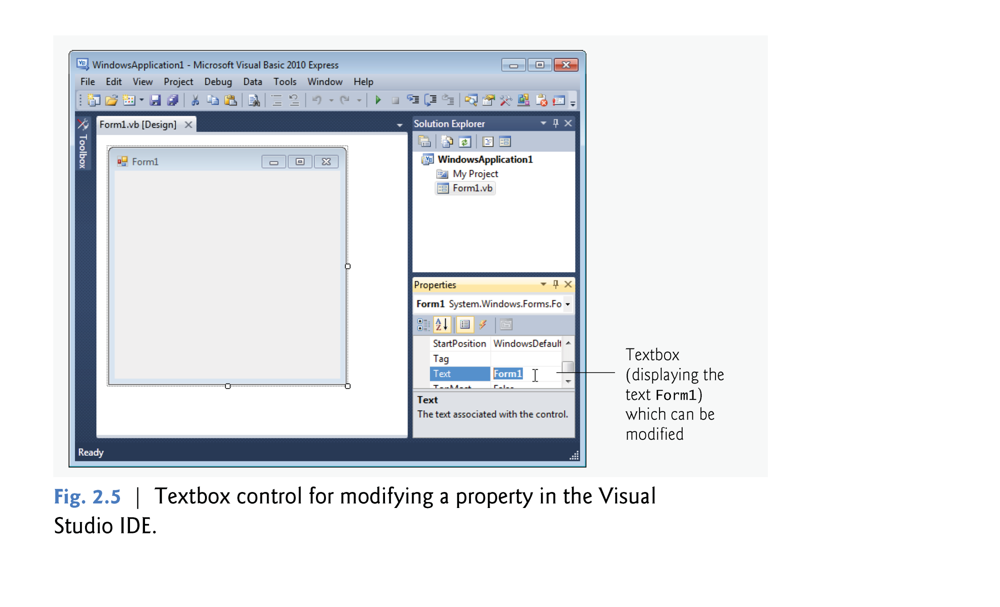 WindowsApplication1 - Microsoft Visual Basic 2010 Express
File Edit View Project Debug Data Tools Window Help
Toolbox
Form1.vb [Design]
Form1
Solution Explorer
WindowsApplication1
My Project
Form1.vb
Properties
Form1 System.Windows.Forms.Fo
StartPosition WindowsDefault
Tag
Text Form1
TopMost False
Text
The text associated with the control.
Ready
Textbox
(displaying the
text Form1)
which can be
modified
Fig. 2.5 | Textbox control for modifying a property in the Visual
Studio IDE.